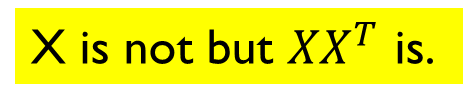 X is not but $XX^T$ is.